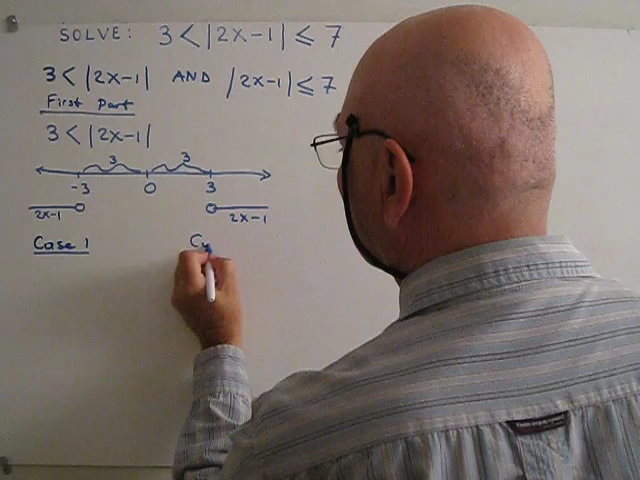 SOLVE: 3 < |2x-1| ≤ 7
3 < |2x-1| AND |2x-1| ≤ 7
First Part
3 < |2x-1|
3 3
-3 0 3
2x-1 2x-1
Case 1 Ca